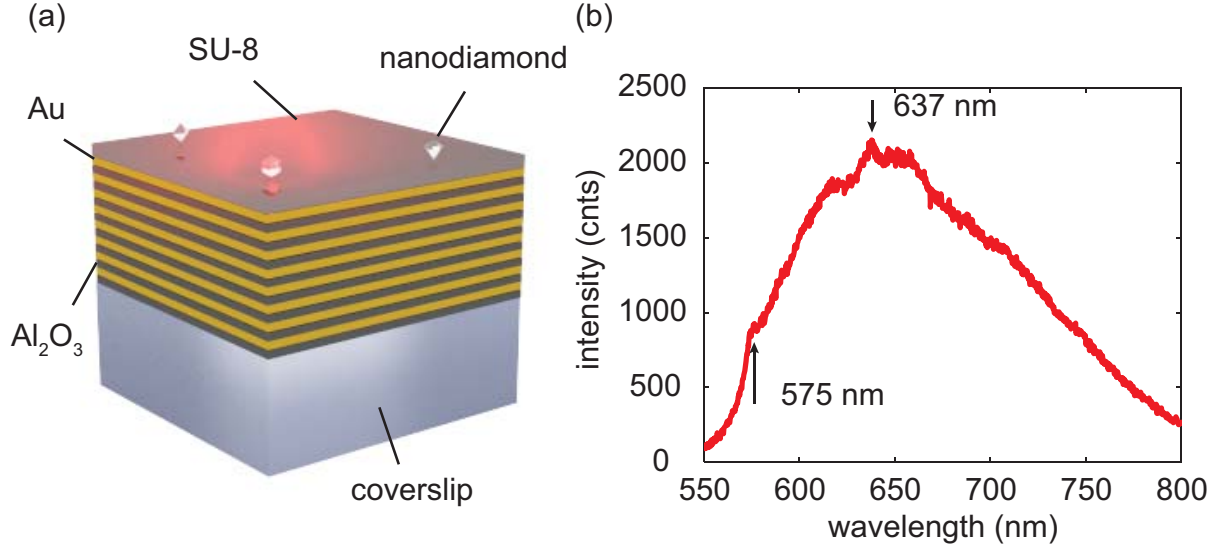 (a)
SU-8
nanodiamond
Au
Al₂O₃
coverslip
(b)
2500
2000
1500
1000
500
0
637 nm
575 nm
550 600 650 700 750 800
wavelength (nm)
intensity (cnts)